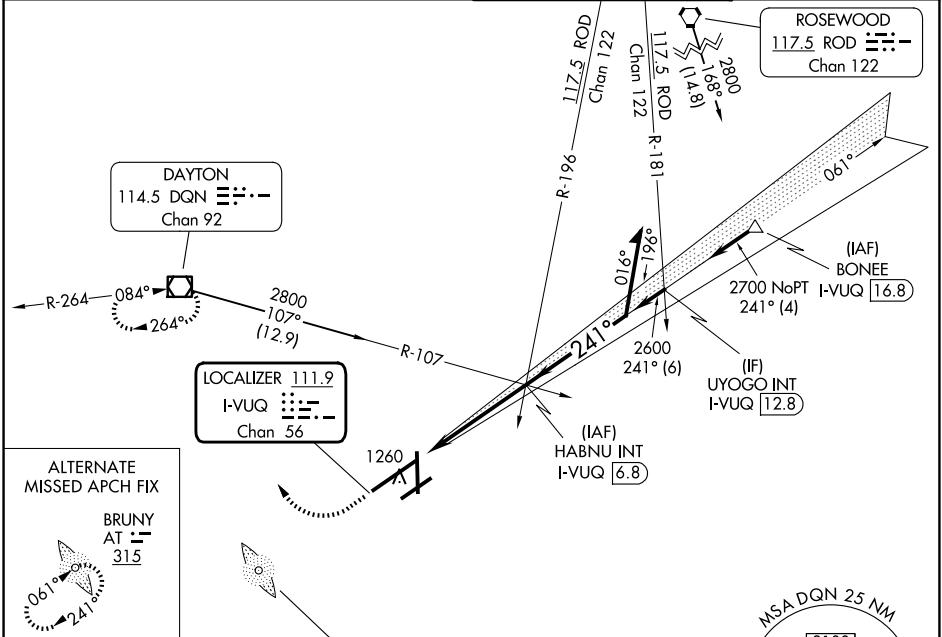 117.5 ROD
Chan 122
117.5 ROD
Chan 122
2800
168°
(14.8)
ROSEWOOD
117.5 ROD
Chan 122
R-196
R-181
061°
DAYTON
114.5 DQN
Chan 92
R-264
084°
264°
2800
107°
(12.9)
R-107
016°
196°
241°
2600
241° (6)
2700 NoPT
241° (4)
(IAF)
BONEE
I-VUQ 16.8
(IF)
UYOGO INT
I-VUQ 12.8
(IAF)
HABNU INT
I-VUQ 6.8
LOCALIZER 111.9
I-VUQ
Chan 56
1260
ALTERNATE
MISSED APCH FIX
BRUNY
AT
315
061°
241°
MSA DQN 25 NM